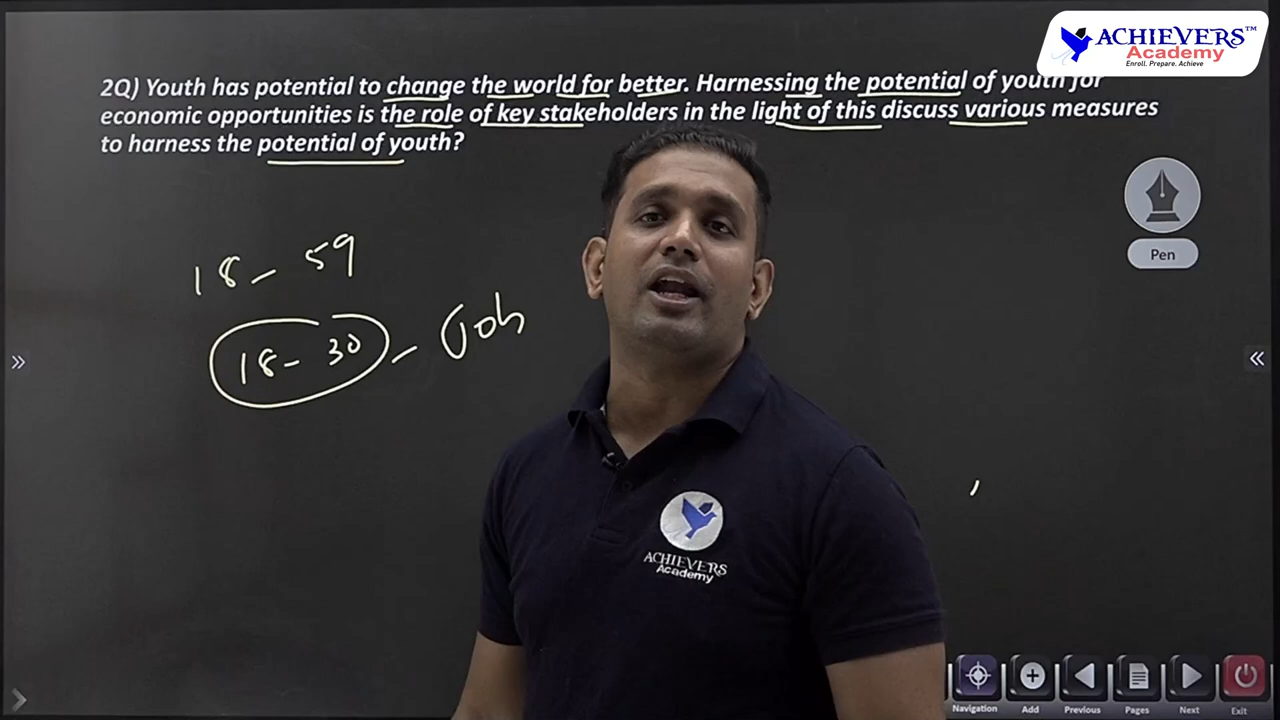 ACHIEVERS™
Academy
Enroll. Prepare. Achieve
2Q) Youth has potential to change the world for better. Harnessing the potential of youth for
economic opportunities is the role of key stakeholders in the light of this discuss various measures
to harness the potential of youth?
Pen
18 - 59
18 - 30 - Job
ACHIEVERS
Academy
Navigation
Add
Previous
Pages
Next
Exit